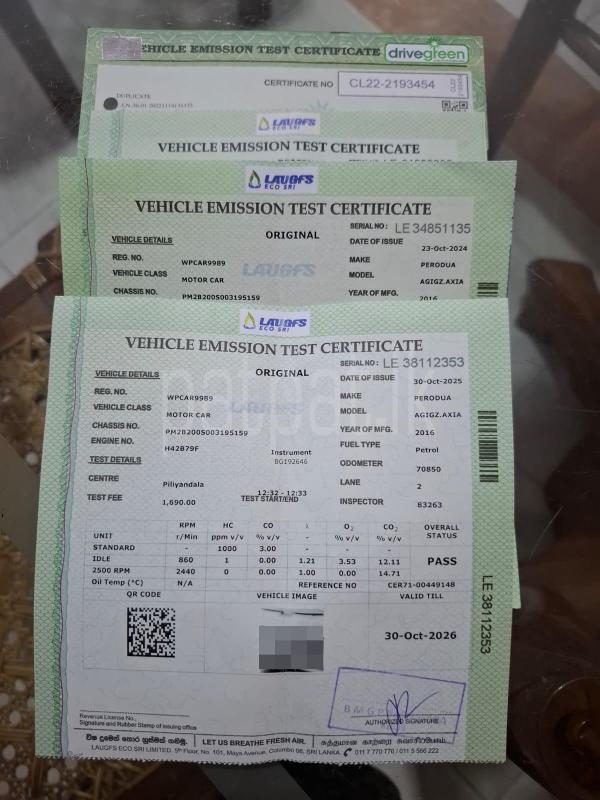 VEHICLE EMISSION TEST CERTIFICATE drivegreen
CERTIFICATE NO CL22-2193454
DUPLICATE
LAUGFS
ECO SRI
VEHICLE EMISSION TEST CERTIFICATE
LAUGFS
ECO SRI
VEHICLE EMISSION TEST CERTIFICATE
ORIGINAL SERIAL NO: LE 34851135
VEHICLE DETAILS DATE OF ISSUE 23-Oct-2024
REG. NO. WPCAR9989 MAKE PERODUA
VEHICLE CLASS MOTOR CAR MODEL AGIGZ.AXIA
CHASSIS NO. PM2B200S003195159 YEAR OF MFG. 2016
LAUGFS
LAUGFS
ECO SRI
VEHICLE EMISSION TEST CERTIFICATE
ORIGINAL SERIAL NO: LE 38112353
VEHICLE DETAILS DATE OF ISSUE 30-Oct-2025
REG. NO. WPCAR9989 MAKE PERODUA
VEHICLE CLASS MOTOR CAR MODEL AGIGZ.AXIA
CHASSIS NO. PM2B200S003195159 YEAR OF MFG. 2016
ENGINE NO. H42B79F FUEL TYPE Petrol
TEST DETAILS Instrument BG192646 ODOMETER 70850
CENTRE Piliyandala LANE 2
TEST FEE 1,690.00 12:32 - 12:33 TEST START/END INSPECTOR 83263
RPM HC CO λ O2 CO2 OVERALL STATUS
UNIT r/Min ppm v/v % v/v - % v/v % v/v
STANDARD - 1000 3.00 - - -
IDLE 860 1 0.00 1.21 3.53 12.11 PASS
2500 RPM 2440 0 0.00 1.00 0.00 14.71
Oil Temp (°C) N/A REFERENCE NO CER71-00449148
QR CODE VEHICLE IMAGE VALID TILL
30-Oct-2026
LE 38112353
AUTHORIZED SIGNATURE
Revenue License No.
Signature and Rubber Stamp of issuing office
LET US BREATHE FRESH AIR.
LAUGFS ECO SRI LIMITED. 5th Floor, No. 101, Maya Avenue, Colombo 06, SRI LANKA 011 7 770 770 / 011 5 566 222